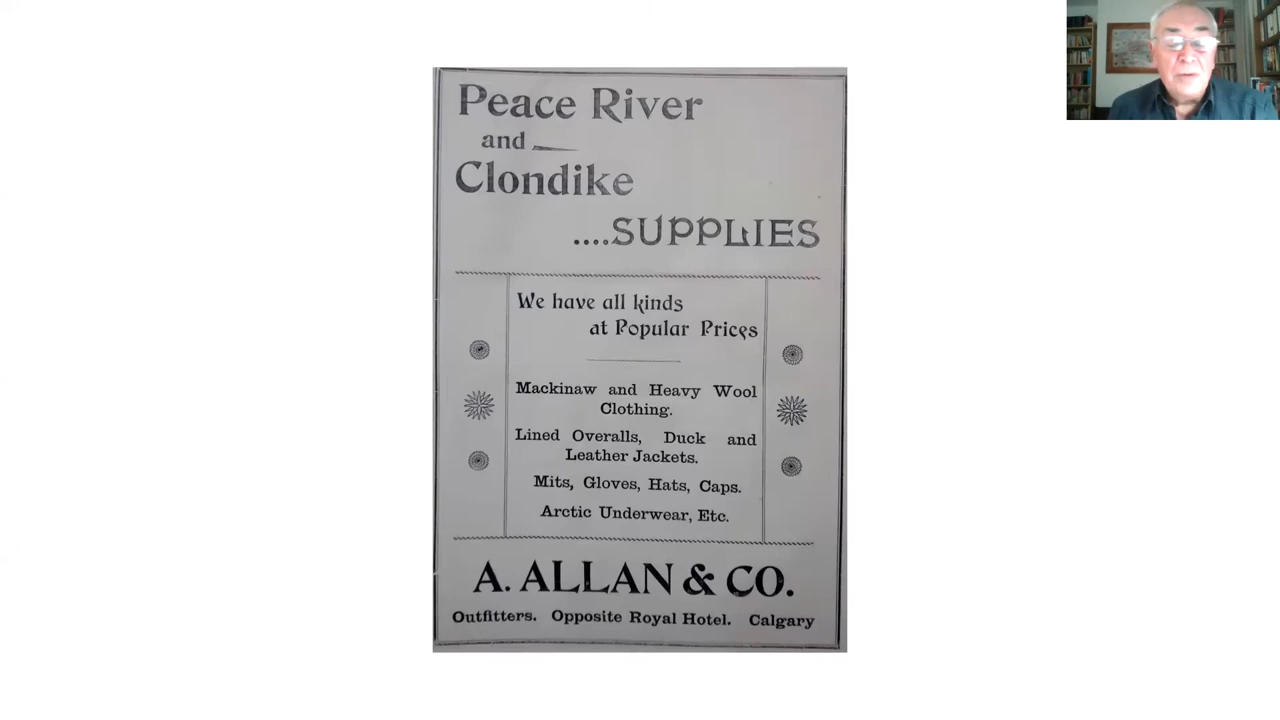 Peace River
and
Clondike
....SUPPLIES
We have all kinds
at Popular Prices
Mackinaw and Heavy Wool
Clothing.
Lined Overalls, Duck and
Leather Jackets.
Mits, Gloves, Hats, Caps.
Arctic Underwear, Etc.
A. ALLAN & CO.
Outfitters. Opposite Royal Hotel. Calgary